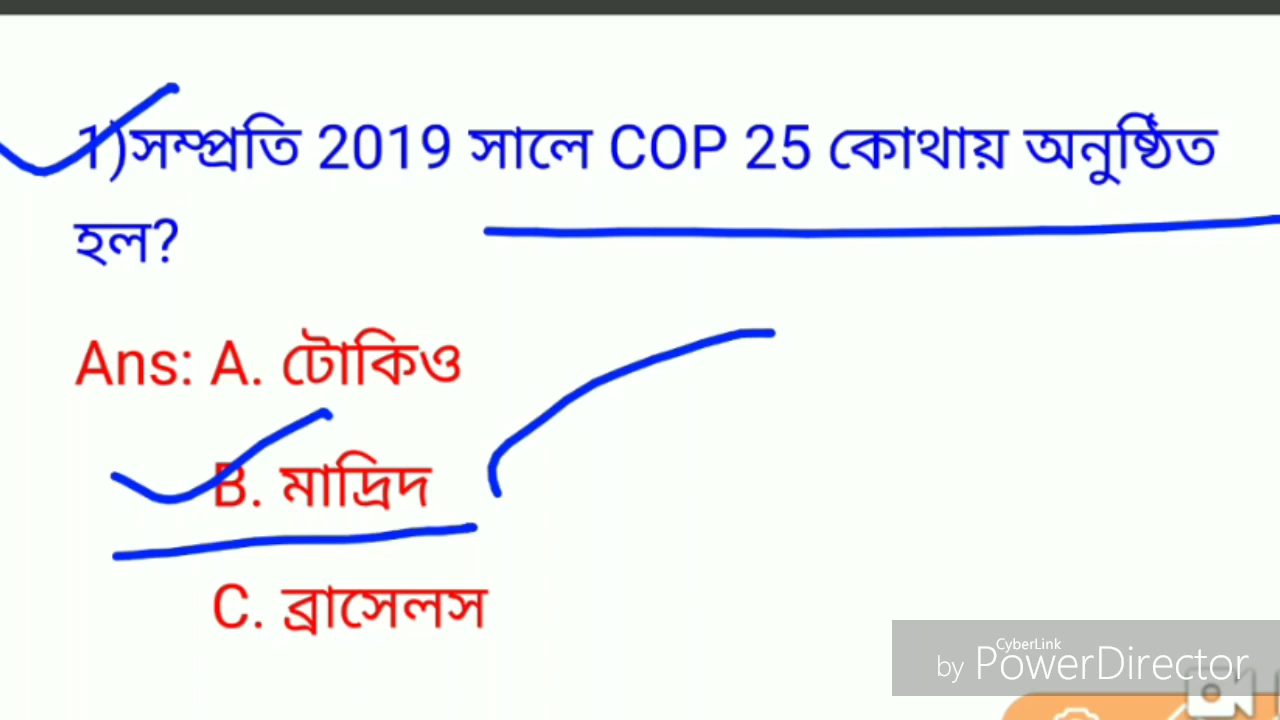 1)সম্প্রতি 2019 সালে COP 25 কোথায় অনুষ্ঠিত
হল?
Ans: A. টোকিও
B. মাদ্রিদ
C. ব্রাসেলস
CyberLink
by PowerDirector